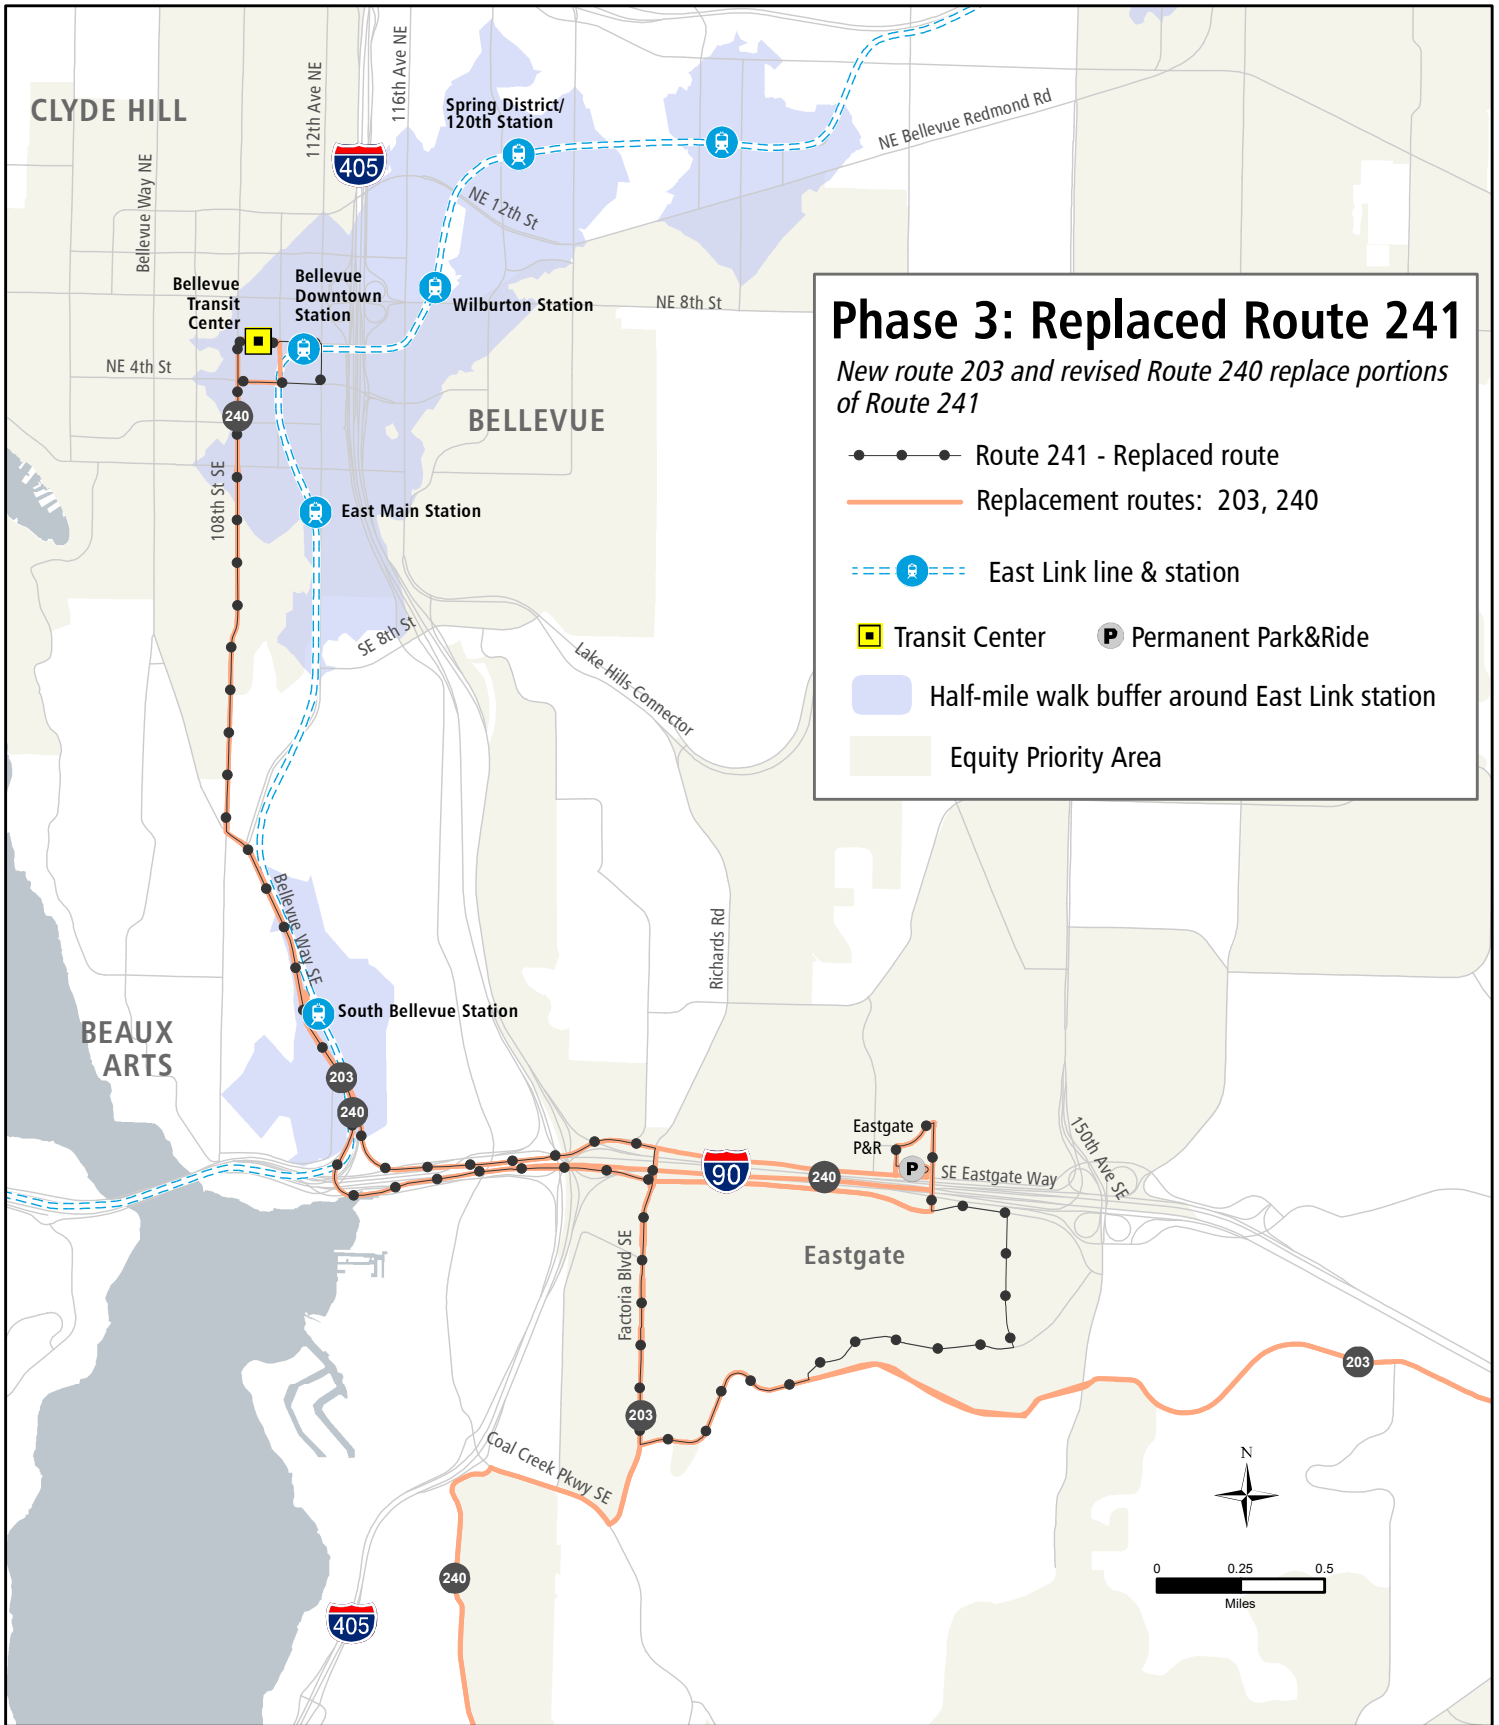 CLYDE HILL
Bellevue Way NE
112th Ave NE
116th Ave NE
405
Spring District/
120th Station
NE Bellevue Redmond Rd
NE 12th St
Bellevue
Transit
Center
Bellevue
Downtown
Station
Wilburton Station
NE 8th St
NE 4th St
240
BELLEVUE
108th St SE
East Main Station
SE 8th St
Lake Hills Connector
Phase 3: Replaced Route 241
New route 203 and revised Route 240 replace portions
of Route 241
Route 241 - Replaced route
Replacement routes: 203, 240
East Link line & station
Transit Center
P
Permanent Park&Ride
Half-mile walk buffer around East Link station
Equity Priority Area
Bellevue Way SE
Richards Rd
South Bellevue Station
BEAUX
ARTS
203
240
Eastgate
P&R
P
90
240
SE Eastgate Way
150th Ave SE
Factoria Blvd SE
Eastgate
203
203
Coal Creek Pkwy SE
240
405
N
0 0.25 0.5
Miles